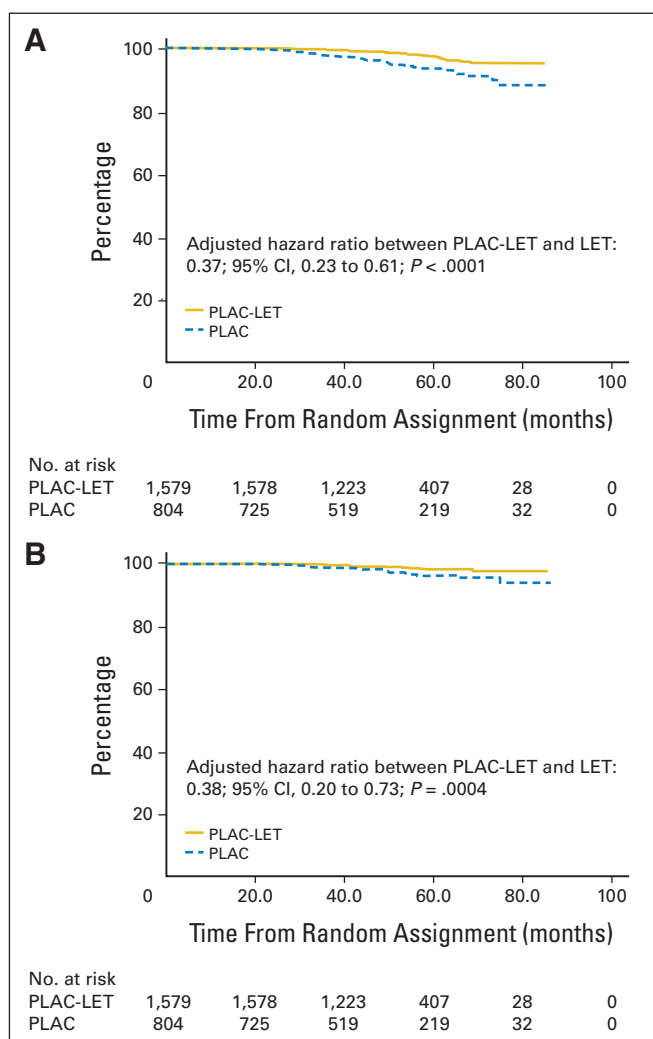 A
100
80
60
40
20
Percentage
Adjusted hazard ratio between PLAC-LET and LET:
0.37; 95% CI, 0.23 to 0.61; P < .0001
PLAC-LET
PLAC
0 20.0 40.0 60.0 80.0 100
Time From Random Assignment (months)
No. at risk
PLAC-LET 1,579 1,578 1,223 407 28 0
PLAC 804 725 519 219 32 0
B
100
80
60
40
20
Percentage
Adjusted hazard ratio between PLAC-LET and LET:
0.38; 95% CI, 0.20 to 0.73; P = .0004
PLAC-LET
PLAC
0 20.0 40.0 60.0 80.0 100
Time From Random Assignment (months)
No. at risk
PLAC-LET 1,579 1,578 1,223 407 28 0
PLAC 804 725 519 219 32 0